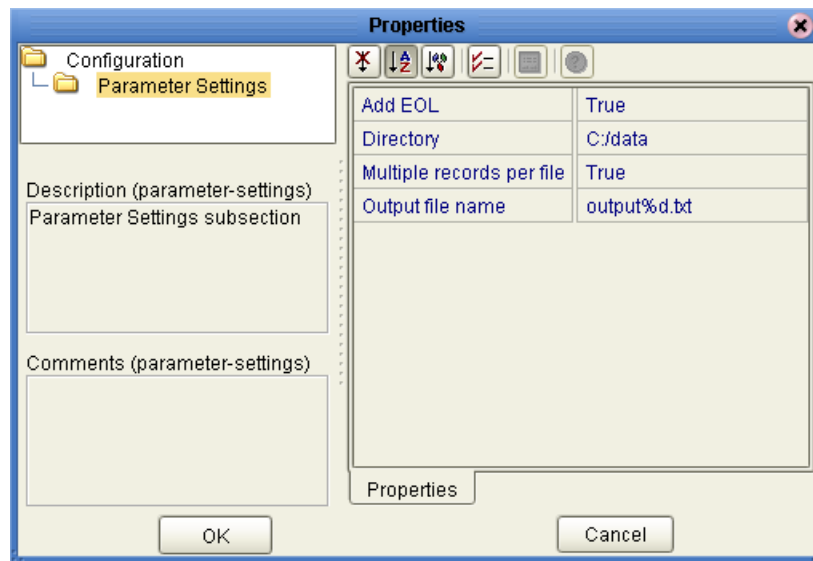 Properties
Configuration
Parameter Settings
Description (parameter-settings)
Parameter Settings subsection
Comments (parameter-settings)
Add EOL True
Directory C:/data
Multiple records per file True
Output file name output%d.txt
Properties
OK
Cancel